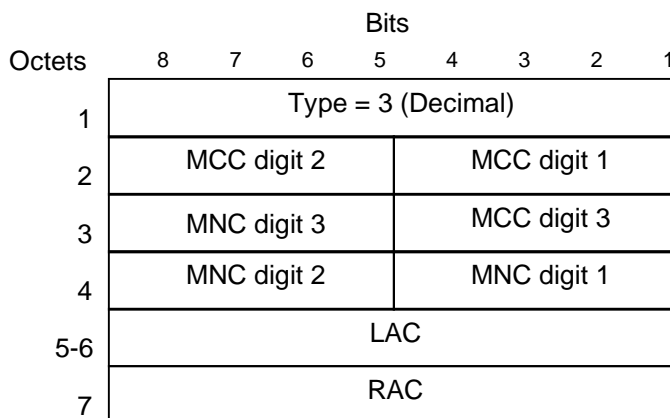 Bits
Octets 8 7 6 5 4 3 2 1
1 Type = 3 (Decimal)
2 MCC digit 2 MCC digit 1
3 MNC digit 3 MCC digit 3
4 MNC digit 2 MNC digit 1
5-6 LAC
7 RAC